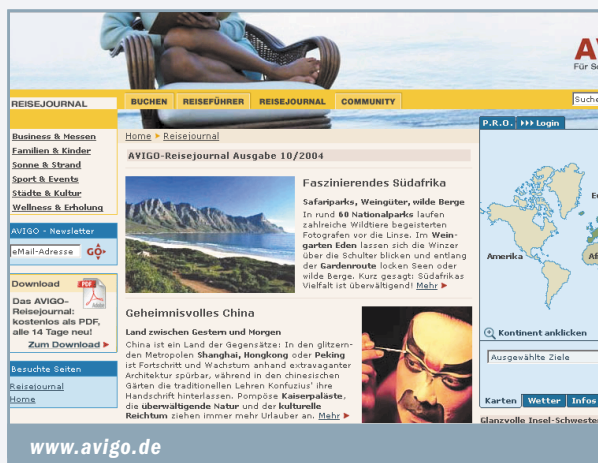 AV
Für S
REISEJOURNAL
BUCHEN
REISEFÜHRER
REISEJOURNAL
COMMUNITY
Suche
Business & Messen
Familien & Kinder
Sonne & Strand
Sport & Events
Städte & Kultur
Wellness & Erholung
AVIGO - Newsletter
eMail-Adresse
GO
Download
PDF
Das AVIGO-
Reisejournal:
kostenlos als PDF,
alle 14 Tage neu!
Zum Download
Besuchte Seiten
Reisejournal
Home
Home Reisejournal
AVIGO-Reisejournal Ausgabe 10/2004
Faszinierendes Südafrika
Safariparks, Weingüter, wilde Berge
In rund 60 Nationalparks laufen
zahlreiche Wildtiere begeisterten
Fotografen vor die Linse. Im Wein-
garten Eden lassen sich die Winzer
über die Schulter blicken und entlang
der Gardenroute locken Seen oder
wilde Berge. Kurz gesagt: Südafrikas
Vielfalt ist überwältigend! Mehr
Geheimnisvolles China
Land zwischen Gestern und Morgen
China ist ein Land der Gegensätze: In den glitzern-
den Metropolen Shanghai, Hongkong oder Peking
ist Fortschritt und Wachstum anhand extravaganter
Architektur spürbar, während in den chinesischen
Gärten die traditionellen Lehren Konfuzius' ihre
Handschrift hinterlassen. Pompöse Kaiserpaläste,
die überwältigende Natur und der kulturelle
Reichtum ziehen immer mehr Urlauber an. Mehr
P.R.O.
Login
E
Amerika
Af
Kontinent anklicken
Ausgewählte Ziele
Karten
Wetter
Infos
Glanzvolle Insel-Schwester
www.avigo.de